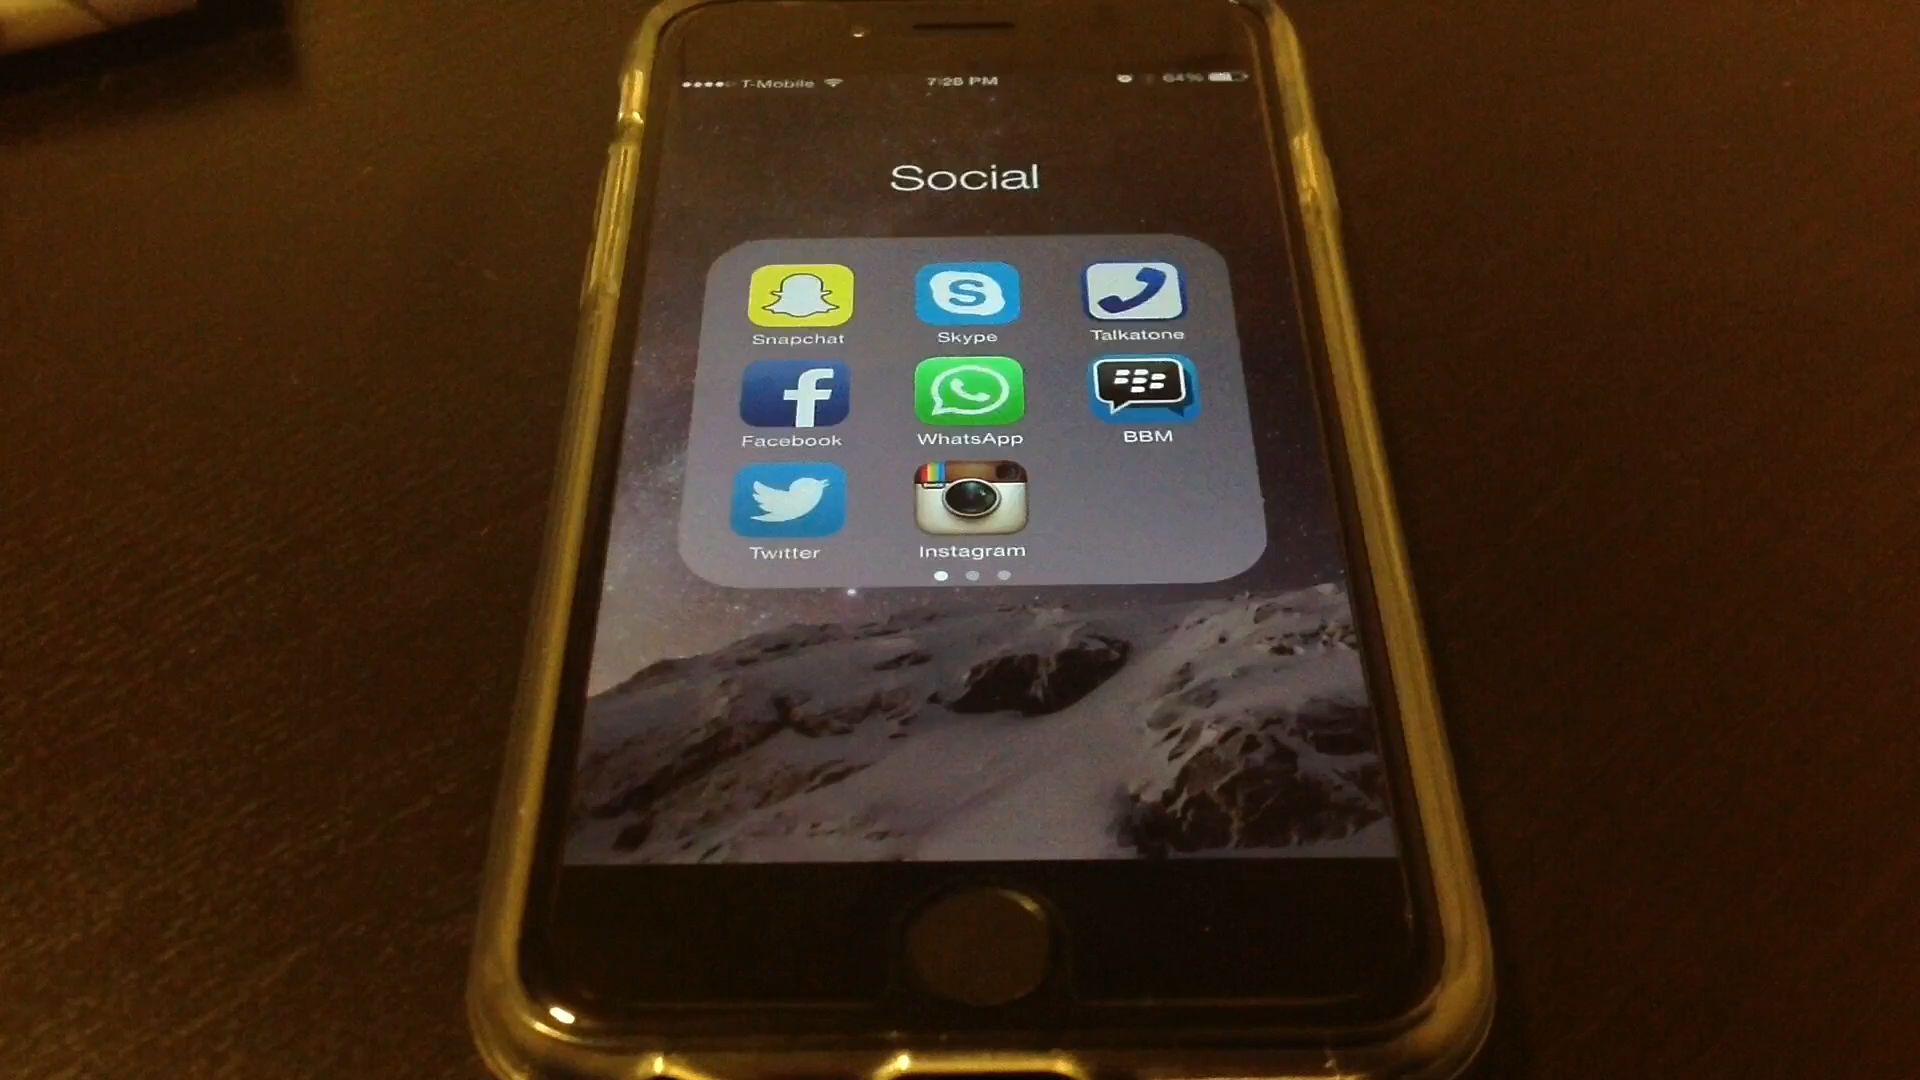 T-Mobile 7:28 PM 64%
Social
Snapchat Skype Talkatone
Facebook WhatsApp BBM
Twitter Instagram